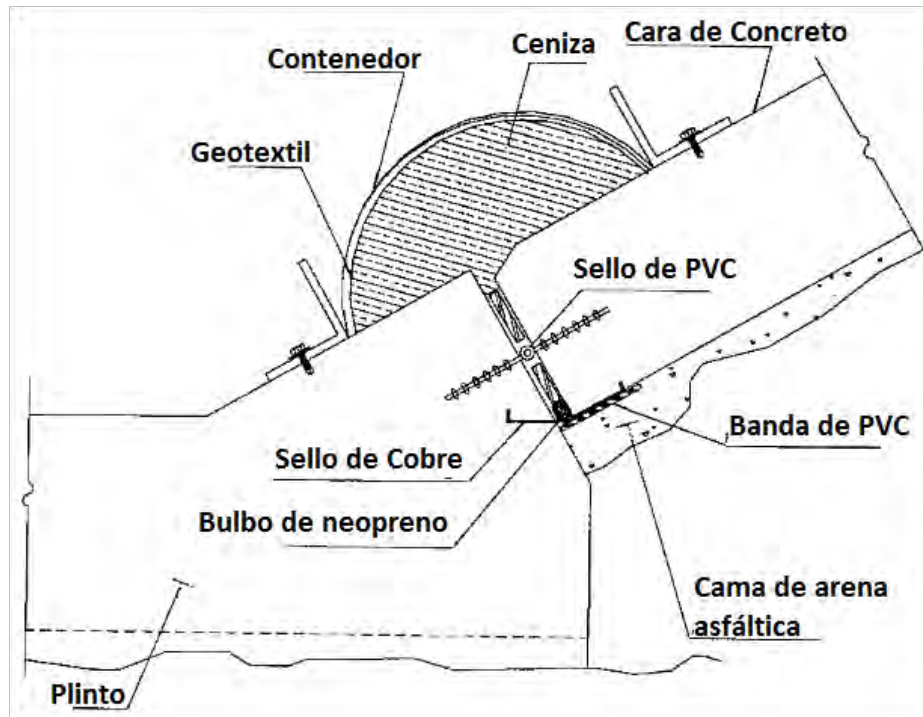 Contenedor
Ceniza
Cara de Concreto
Geotextil
Sello de PVC
Banda de PVC
Sello de Cobre
Bulbo de neopreno
Cama de arena
asfáltica
Plinto